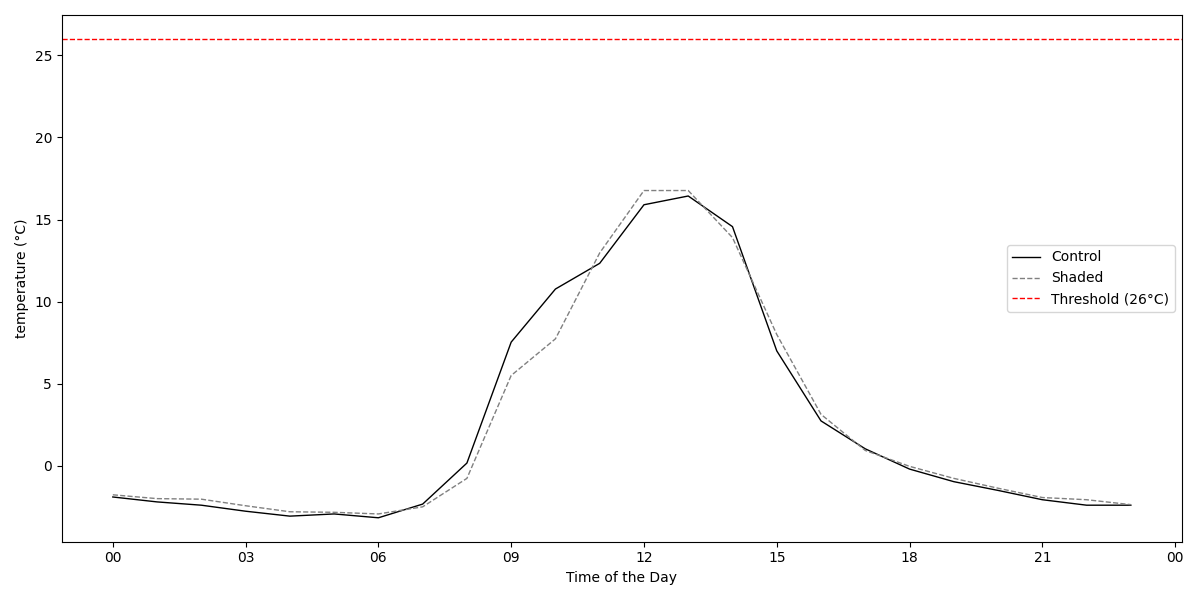 25
20
15
10
5
0
temperature (°C)
Control
Shaded
Threshold (26°C)
00 03 06 09 12 15 18 21 00
Time of the Day